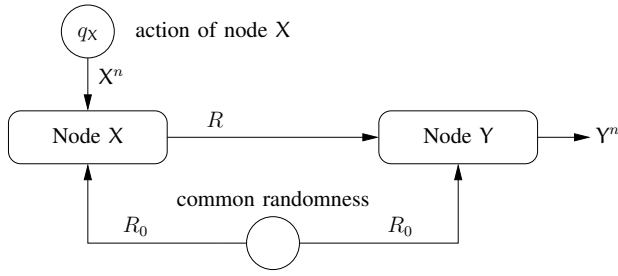 q_X action of node X
X^n
Node X R Node Y Y^n
common randomness
R_0 R_0